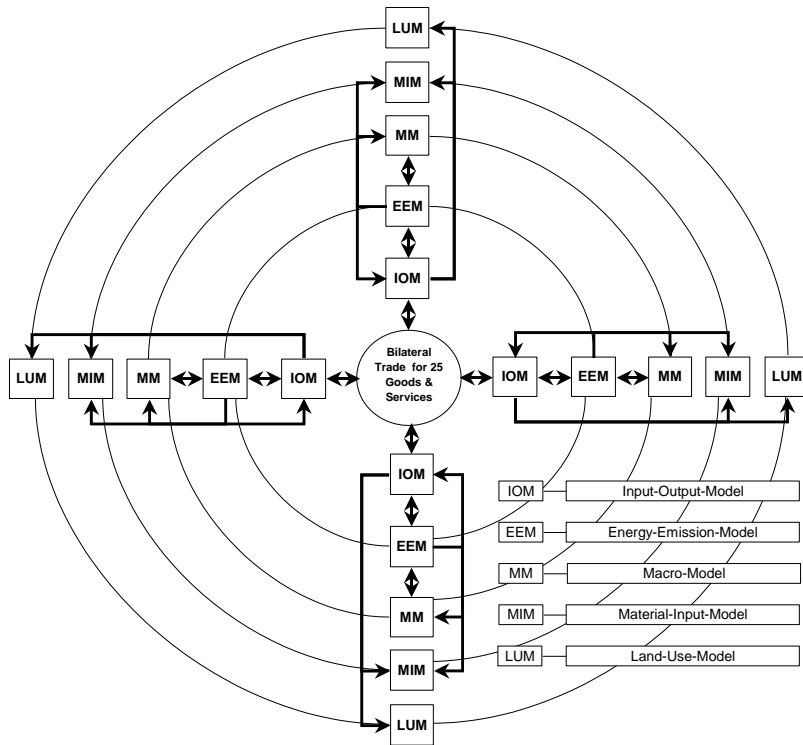 LUM
MIM
MM
EEM
IOM
Bilateral
Trade for 25
Goods &
Services
LUM
MIM
MM
EEM
IOM
IOM
EEM
MM
MIM
LUM
IOM
EEM
MM
MIM
LUM
IOM Input-Output-Model
EEM Energy-Emission-Model
MM Macro-Model
MIM Material-Input-Model
LUM Land-Use-Model